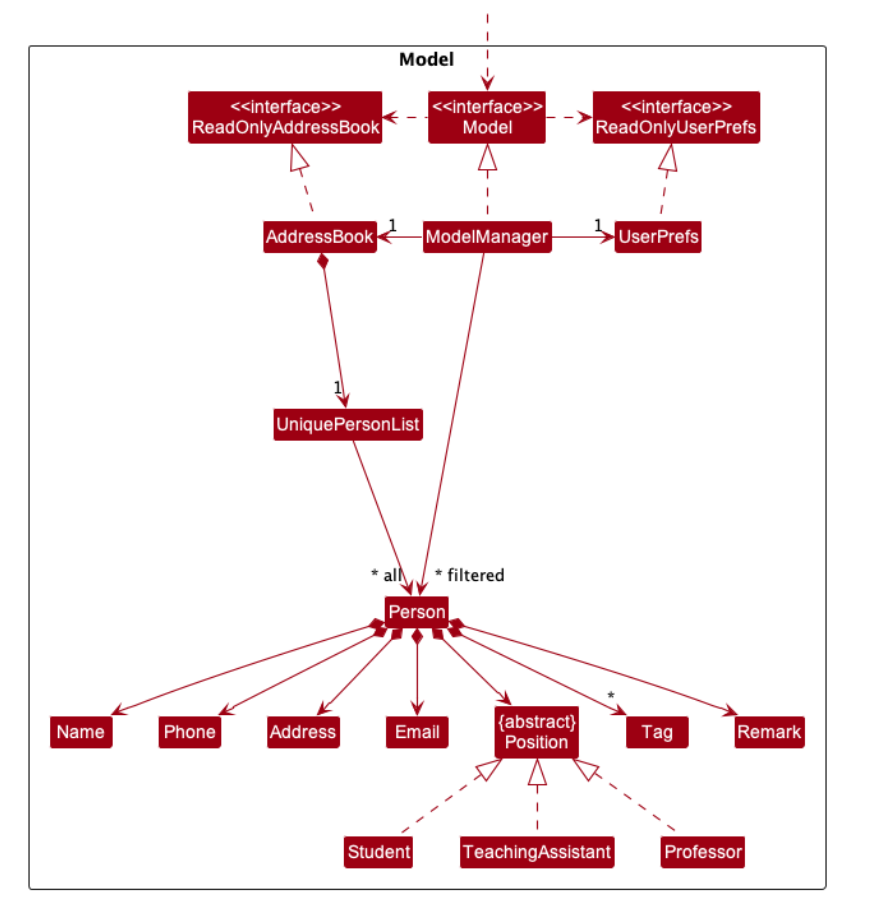 Model
<<interface>>
ReadOnlyAddressBook
<<interface>>
Model
<<interface>>
ReadOnlyUserPrefs
AddressBook
1
ModelManager
1
UserPrefs
1
UniquePersonList
* all
* filtered
Person
*
Name
Phone
Address
Email
{abstract}
Position
Tag
Remark
Student
TeachingAssistant
Professor